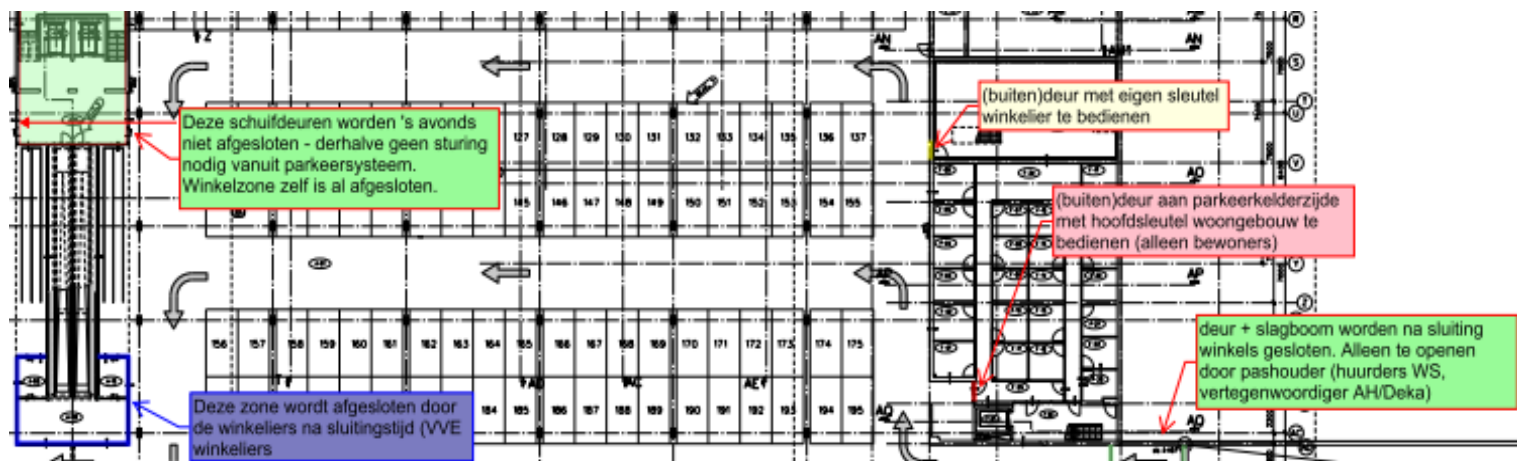 R
Z
AN
AN
S
T
U
(buiten)deur met eigen sleutel
winkelier te bedienen
Deze schuifdeuren worden 's avonds
niet afgesloten - derhalve geen sturing
nodig vanuit parkeersysteem.
Winkelzone zelf is al afgesloten.
127 128 129 130 131 132 133 134 135 136 137
V
AO
145 146 147 148 149 150 151 152 153 154 155
(buiten)deur aan parkeerkelderzijde
met hoofdsleutel woongebouw te
bedienen (alleen bewoners)
Y
AP
AP
Z
deur + slagboom worden na sluiting
winkels gesloten. Alleen te openen
door pashouder (huurders WS,
vertegenwoordiger AH/Deka)
156 157 158 159 160 161 162 163 164 165 166 167 168 169 170 171 172 173 174 175
T
AD
AC
AE
Deze zone wordt afgesloten door
de winkeliers na sluitingstijd (VVE
winkeliers
184 185 186 187 188 189 190 191 192 193 194 195
AQ
AQ